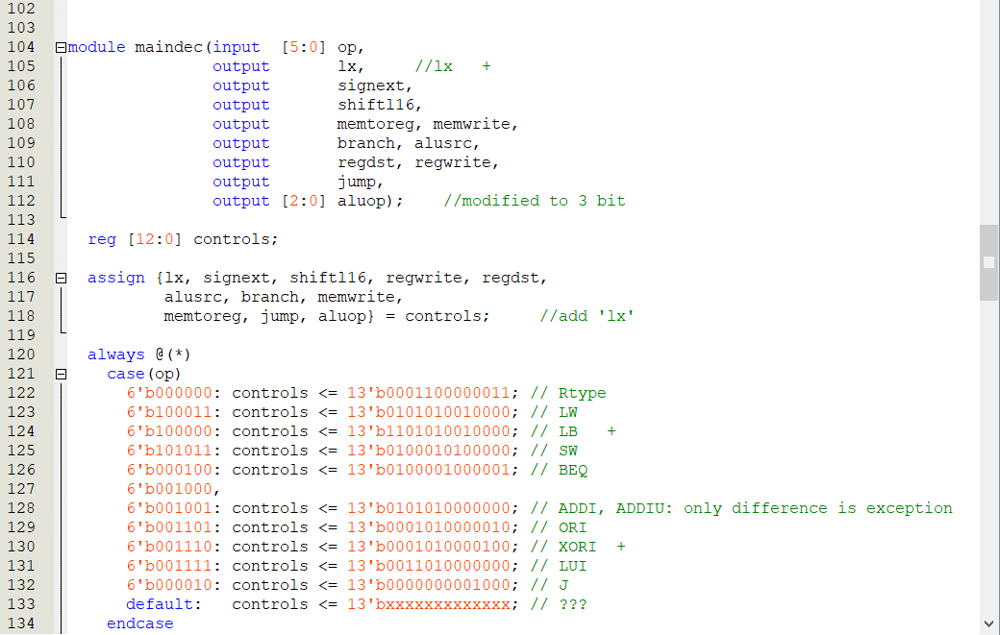 102
103
104 module maindec(input  [5:0] op,
105                output       lx,     //lx   +
106                output       signext,
107                output       shiftl16,
108                output       memtoreg, memwrite,
109                output       branch, alusrc,
110                output       regdst, regwrite,
111                output       jump,
112                output [2:0] aluop);    //modified to 3 bit
113
114   reg [12:0] controls;
115
116   assign {lx, signext, shiftl16, regwrite, regdst,
117           alusrc, branch, memwrite,
118           memtoreg, jump, aluop} = controls;     //add 'lx'
119
120   always @(*)
121     case(op)
122       6'b000000: controls <= 13'b0001100000011; // Rtype
123       6'b100011: controls <= 13'b0101010010000; // LW
124       6'b100000: controls <= 13'b1101010010000; // LB   +
125       6'b101011: controls <= 13'b0100010100000; // SW
126       6'b000100: controls <= 13'b0100001000001; // BEQ
127       6'b001000,
128       6'b001001: controls <= 13'b0101010000000; // ADDI, ADDIU: only difference is exception
129       6'b001101: controls <= 13'b0001010000010; // ORI
130       6'b001110: controls <= 13'b0001010000100; // XORI  +
131       6'b001111: controls <= 13'b0011010000000; // LUI
132       6'b000010: controls <= 13'b0000000001000; // J
133       default:   controls <= 13'bxxxxxxxxxxxxx; // ???
134     endcase